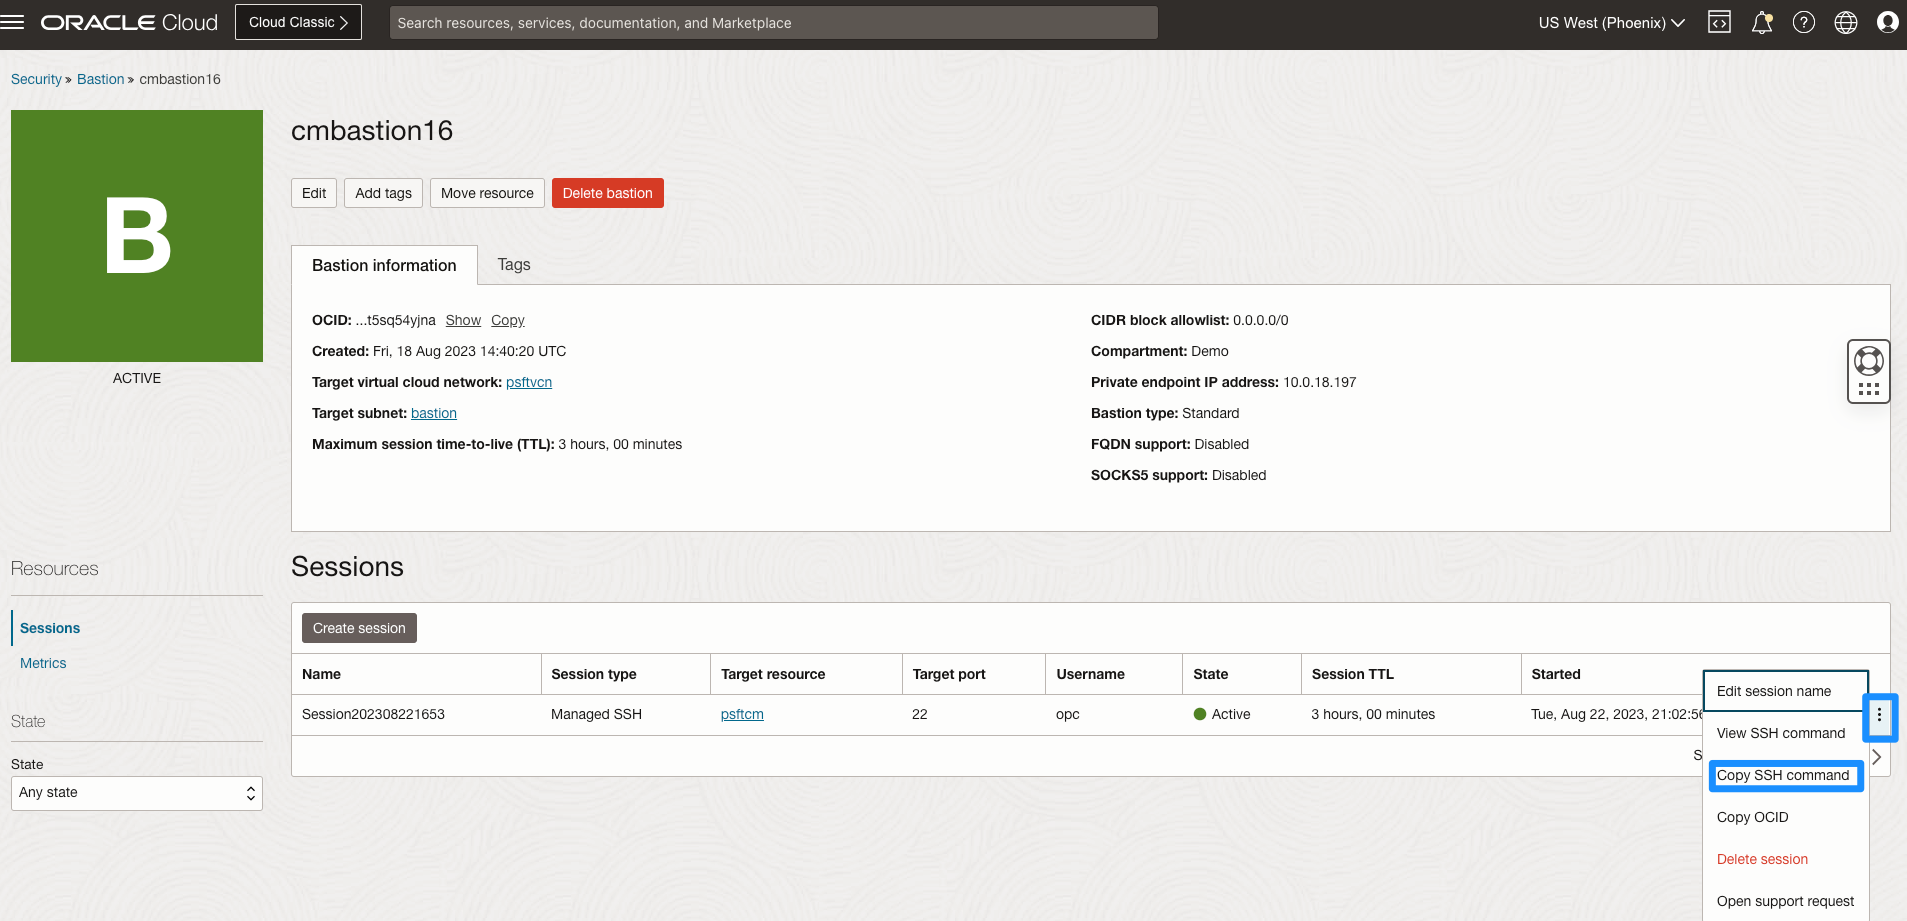 ORACLE Cloud
Cloud Classic
Search resources, services, documentation, and Marketplace
US West (Phoenix)
Security » Bastion » cmbastion16
B
ACTIVE
cmbastion16
Edit
Add tags
Move resource
Delete bastion
Bastion information
Tags
OCID: ...t5sq54yjna Show Copy
Created: Fri, 18 Aug 2023 14:40:20 UTC
Target virtual cloud network: psftvcn
Target subnet: bastion
Maximum session time-to-live (TTL): 3 hours, 00 minutes
CIDR block allowlist: 0.0.0.0/0
Compartment: Demo
Private endpoint IP address: 10.0.18.197
Bastion type: Standard
FQDN support: Disabled
SOCKS5 support: Disabled
Resources
Sessions
Metrics
State
State
Any state
Sessions
Create session
Name Session type Target resource Target port Username State Session TTL Started
Session202308221653 Managed SSH psftcm 22 opc Active 3 hours, 00 minutes Tue, Aug 22, 2023, 21:02:56
S
Edit session name
View SSH command
Copy SSH command
Copy OCID
Delete session
Open support request